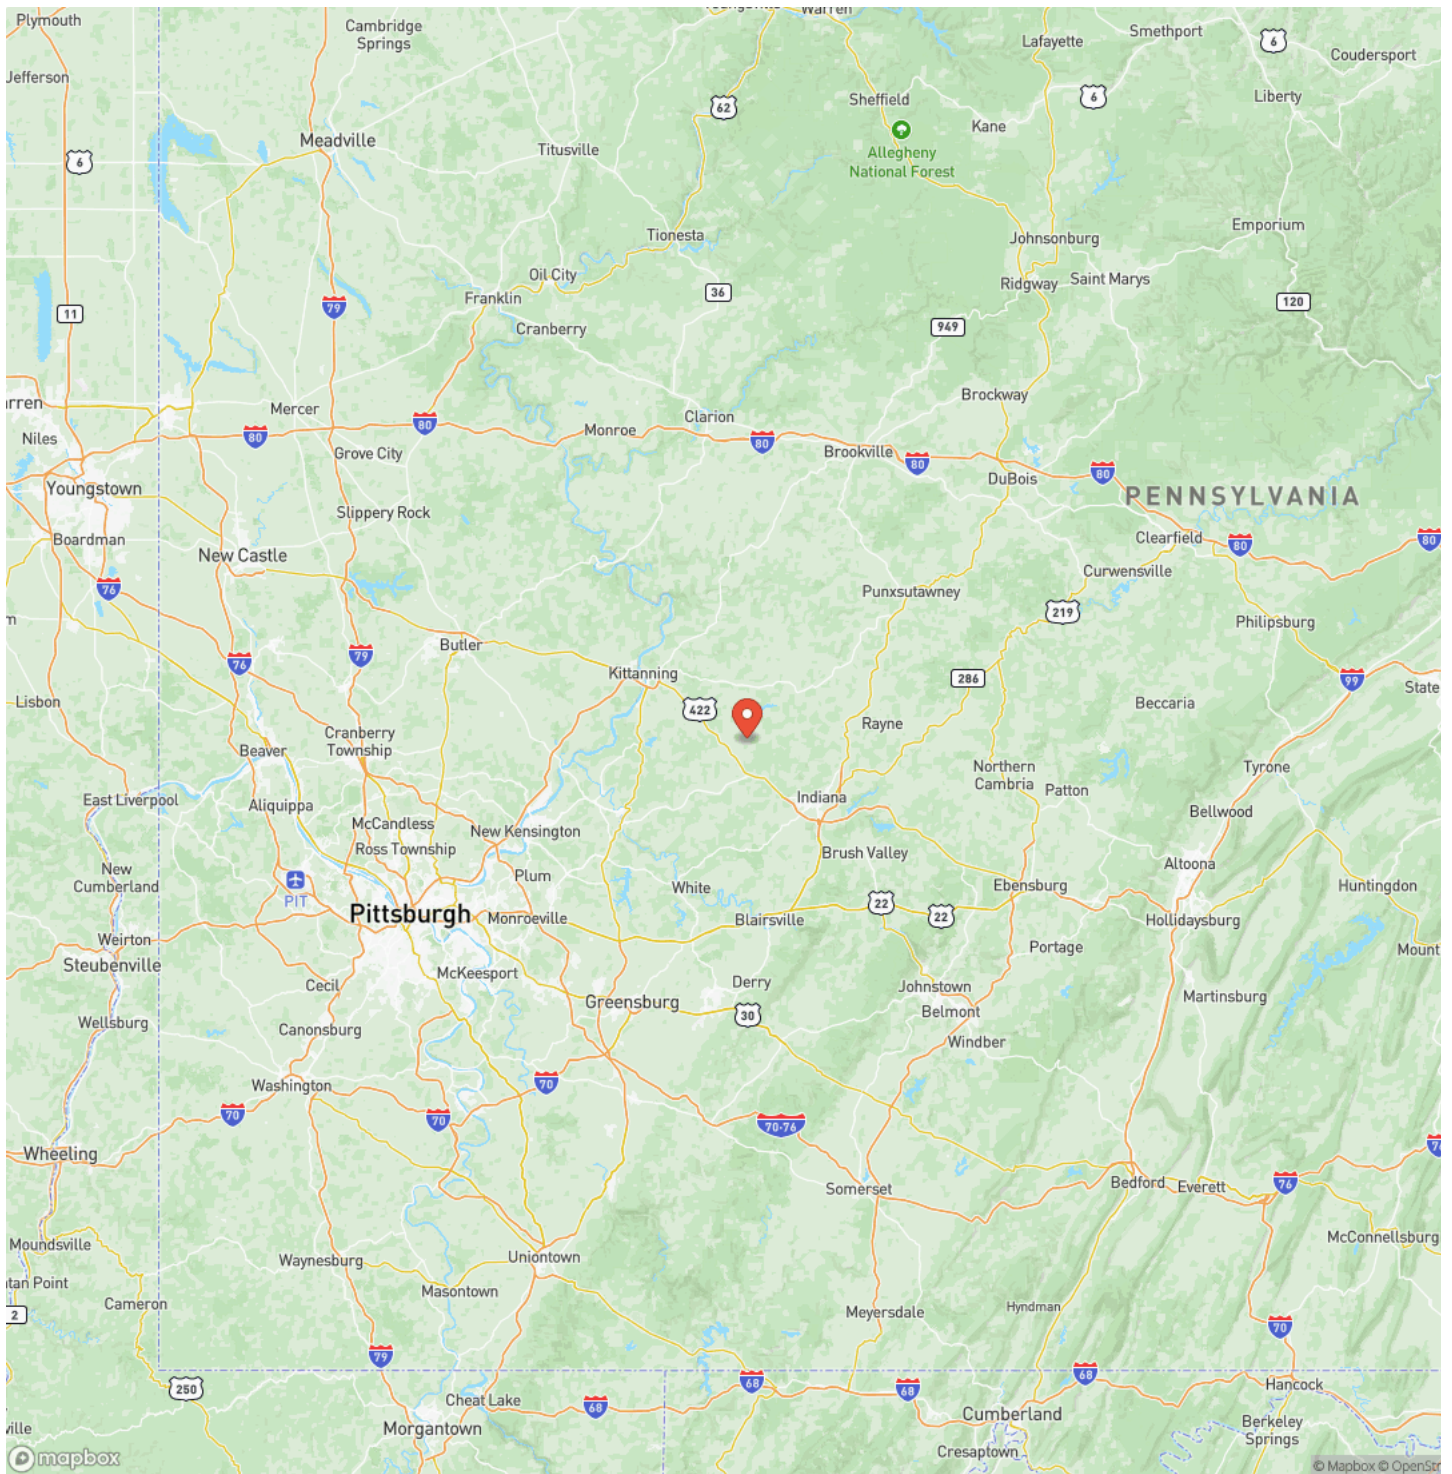 Plymouth
Cambridge
Springs
Warren
Lafayette
Smethport
6
Coudersport
Jefferson
62
Sheffield
6
Liberty
Kane
Meadville
Titusville
Allegheny
National Forest
6
Emporium
Tionesta
Johnsonburg
Oil City
Ridgway
Saint Marys
Franklin
36
120
79
11
Cranberry
949
Brockway
rren
Mercer
Clarion
80
80
Monroe
80
Niles
Grove City
Brookville
80
80
DuBois
Youngstown
PENNSYLVANIA
Slippery Rock
Boardman
New Castle
Clearfield
80
80
Curwensville
76
Punxsutawney
219
m
Philipsburg
Butler
79
76
Kittanning
286
99
State
Lisbon
422
Beccaria
Rayne
Cranberry
Township
Beaver
Northern
Cambria
Tyrone
Patton
East Liverpool
Aliquippa
Indiana
Bellwood
McCandless
New Kensington
Ross Township
Brush Valley
Altoona
New
Cumberland
PIT
Plum
White
Ebensburg
Huntingdon
22
22
Pittsburgh
Monroeville
Blairsville
Hollidaysburg
Weirton
Portage
Mount
Steubenville
McKeesport
Cecil
Derry
Johnstown
Martinsburg
Greensburg
30
Belmont
Wellsburg
Canonsburg
Windber
Washington
70
70
70
70-76
Wheeling
Somerset
Bedford
Everett
76
Moundsville
McConnellsburg
Waynesburg
Uniontown
tan Point
Masontown
Cameron
Hyndman
2
Meyersdale
70
79
250
68
68
68
Hancock
Cheat Lake
68
Cumberland
Morgantown
Berkeley
Springs
ville
Cresaptown
mapbox
© Mapbox © OpenStr